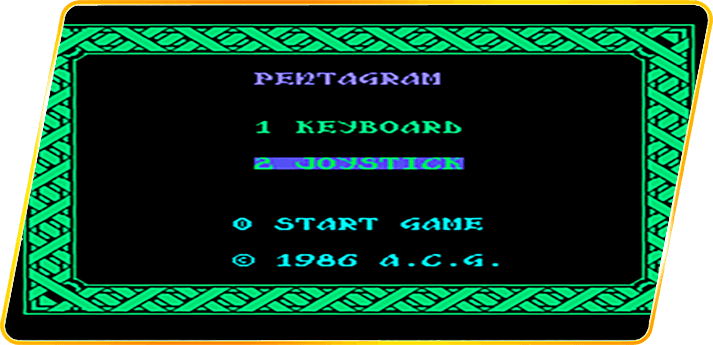 PENTAGRAM
1 KEYBOARD
2 JOYSTICK
0 START GAME
© 1986 A.C.G.